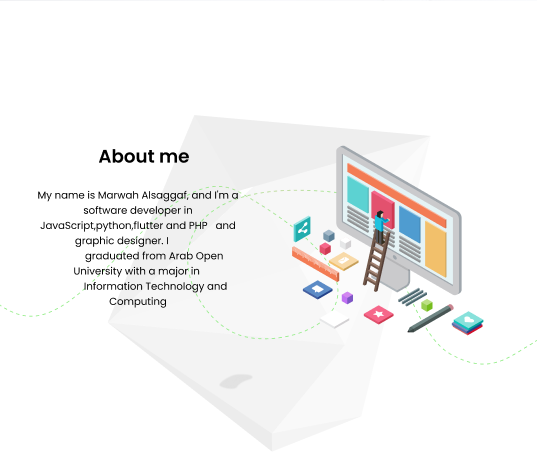 About me
My name is Marwah Alsaggaf, and I'm a
software developer in
JavaScript,python,flutter and PHP and
graphic designer. I
graduated from Arab Open
University with a major in
Information Technology and
Computing